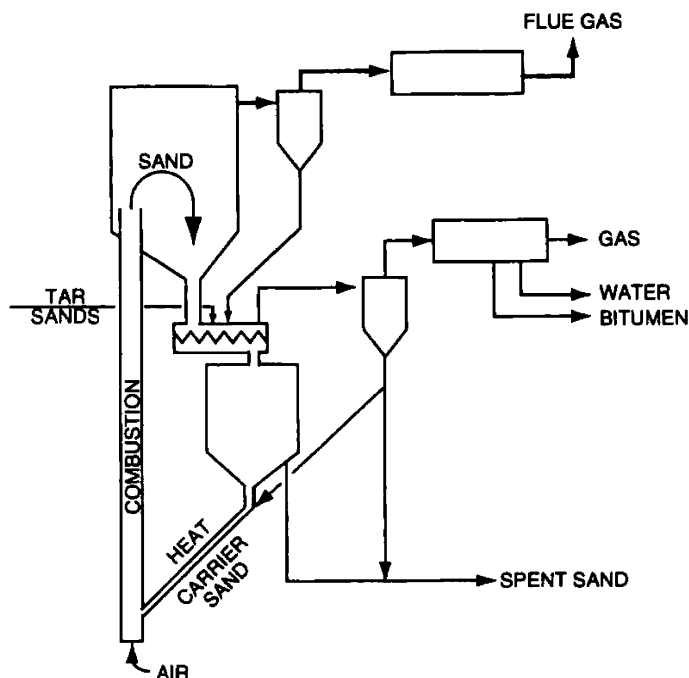 FLUE GAS
SAND
GAS
TAR
SANDS
WATER
BITUMEN
COMBUSTION
HEAT
CARRIER
SAND
SPENT SAND
AIR